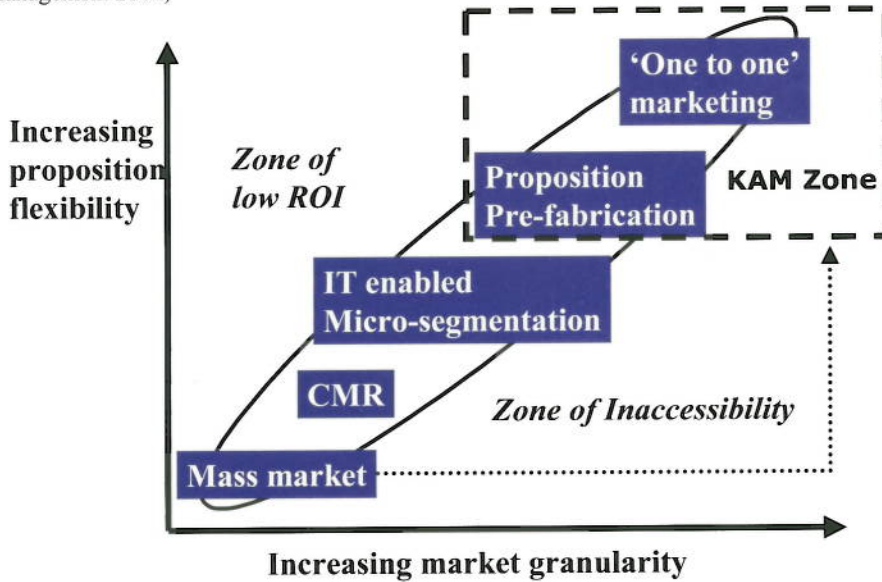 'One to one'
marketing
Increasing
proposition
flexibility
Zone of
low ROI
Proposition
Pre-fabrication
KAM Zone
IT enabled
Micro-segmentation
CMR
Zone of Inaccessibility
Mass market
Increasing market granularity